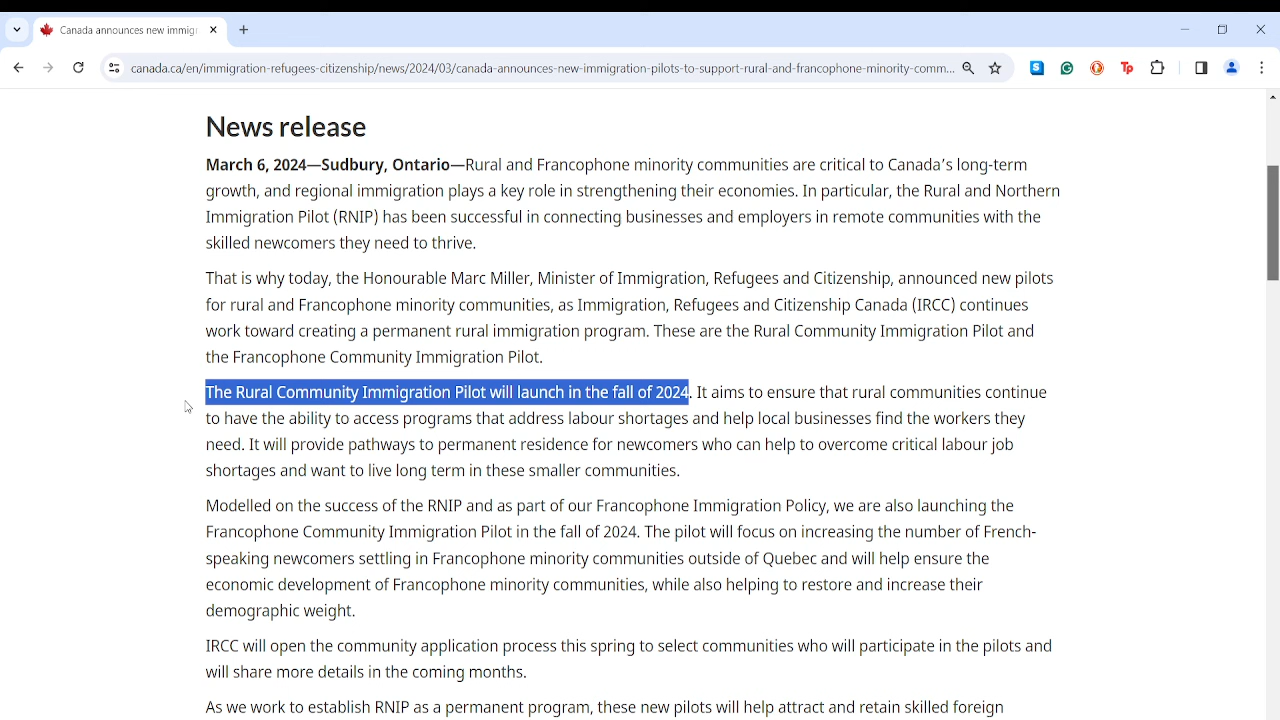 Canada announces new immig
canada.ca/en/immigration-refugees-citizenship/news/2024/03/canada-announces-new-immigration-pilots-to-support-rural-and-francophone-minority-comm...
News release
March 6, 2024—Sudbury, Ontario—Rural and Francophone minority communities are critical to Canada's long-term
growth, and regional immigration plays a key role in strengthening their economies. In particular, the Rural and Northern
Immigration Pilot (RNIP) has been successful in connecting businesses and employers in remote communities with the
skilled newcomers they need to thrive.
That is why today, the Honourable Marc Miller, Minister of Immigration, Refugees and Citizenship, announced new pilots
for rural and Francophone minority communities, as Immigration, Refugees and Citizenship Canada (IRCC) continues
work toward creating a permanent rural immigration program. These are the Rural Community Immigration Pilot and
the Francophone Community Immigration Pilot.
The Rural Community Immigration Pilot will launch in the fall of 2024. It aims to ensure that rural communities continue
to have the ability to access programs that address labour shortages and help local businesses find the workers they
need. It will provide pathways to permanent residence for newcomers who can help to overcome critical labour job
shortages and want to live long term in these smaller communities.
Modelled on the success of the RNIP and as part of our Francophone Immigration Policy, we are also launching the
Francophone Community Immigration Pilot in the fall of 2024. The pilot will focus on increasing the number of French-
speaking newcomers settling in Francophone minority communities outside of Quebec and will help ensure the
economic development of Francophone minority communities, while also helping to restore and increase their
demographic weight.
IRCC will open the community application process this spring to select communities who will participate in the pilots and
will share more details in the coming months.
As we work to establish RNIP as a permanent program, these new pilots will help attract and retain skilled foreign